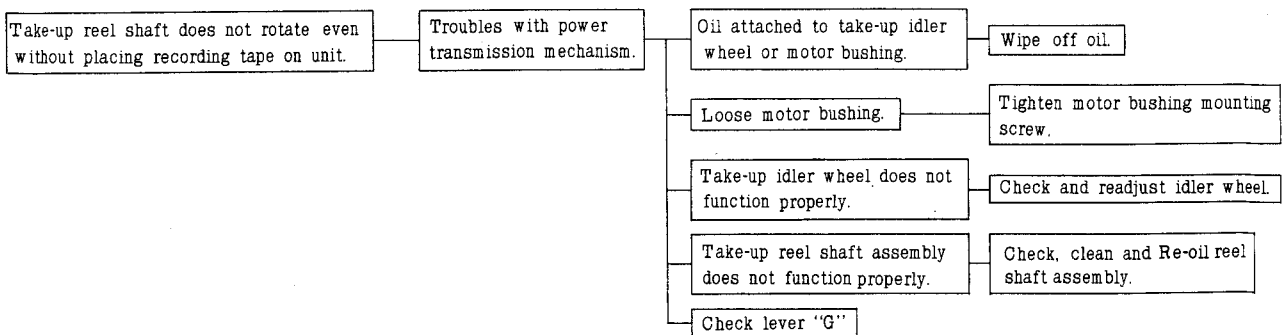 Take-up reel shaft does not rotate even
without placing recording tape on unit.
Troubles with power
transmission mechanism.
Oil attached to take-up idler
wheel or motor bushing.
Wipe off oil.
Loose motor bushing.
Tighten motor bushing mounting
screw.
Take-up idler wheel does not
function properly.
Check and readjust idler wheel.
Take-up reel shaft assembly
does not function properly.
Check, clean and Re-oil reel
shaft assembly.
Check lever “G”